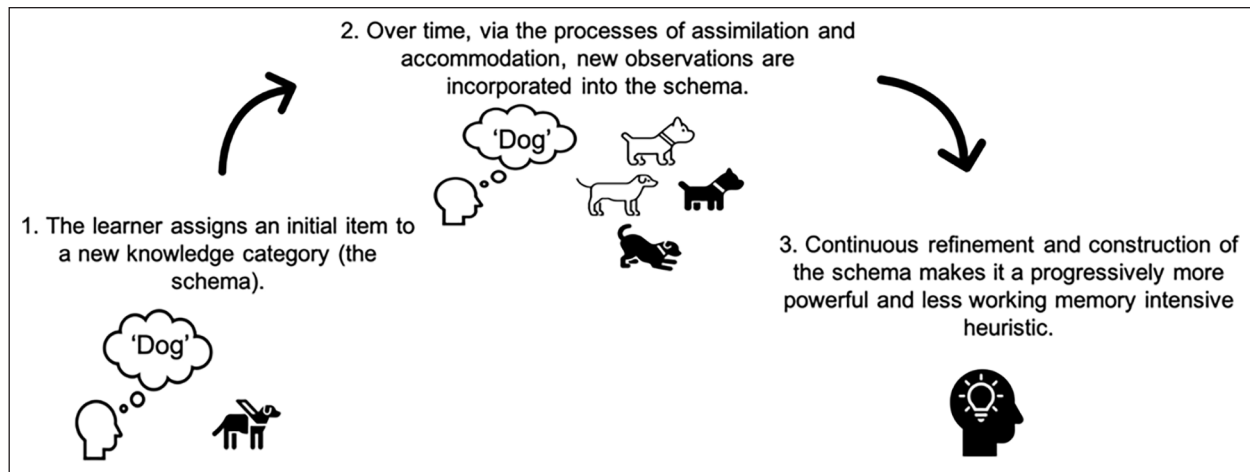 1. The learner assigns an initial item to
a new knowledge category (the
schema).
'Dog'
2. Over time, via the processes of assimilation and
accommodation, new observations are
incorporated into the schema.
'Dog'
3. Continuous refinement and construction of
the schema makes it a progressively more
powerful and less working memory intensive
heuristic.